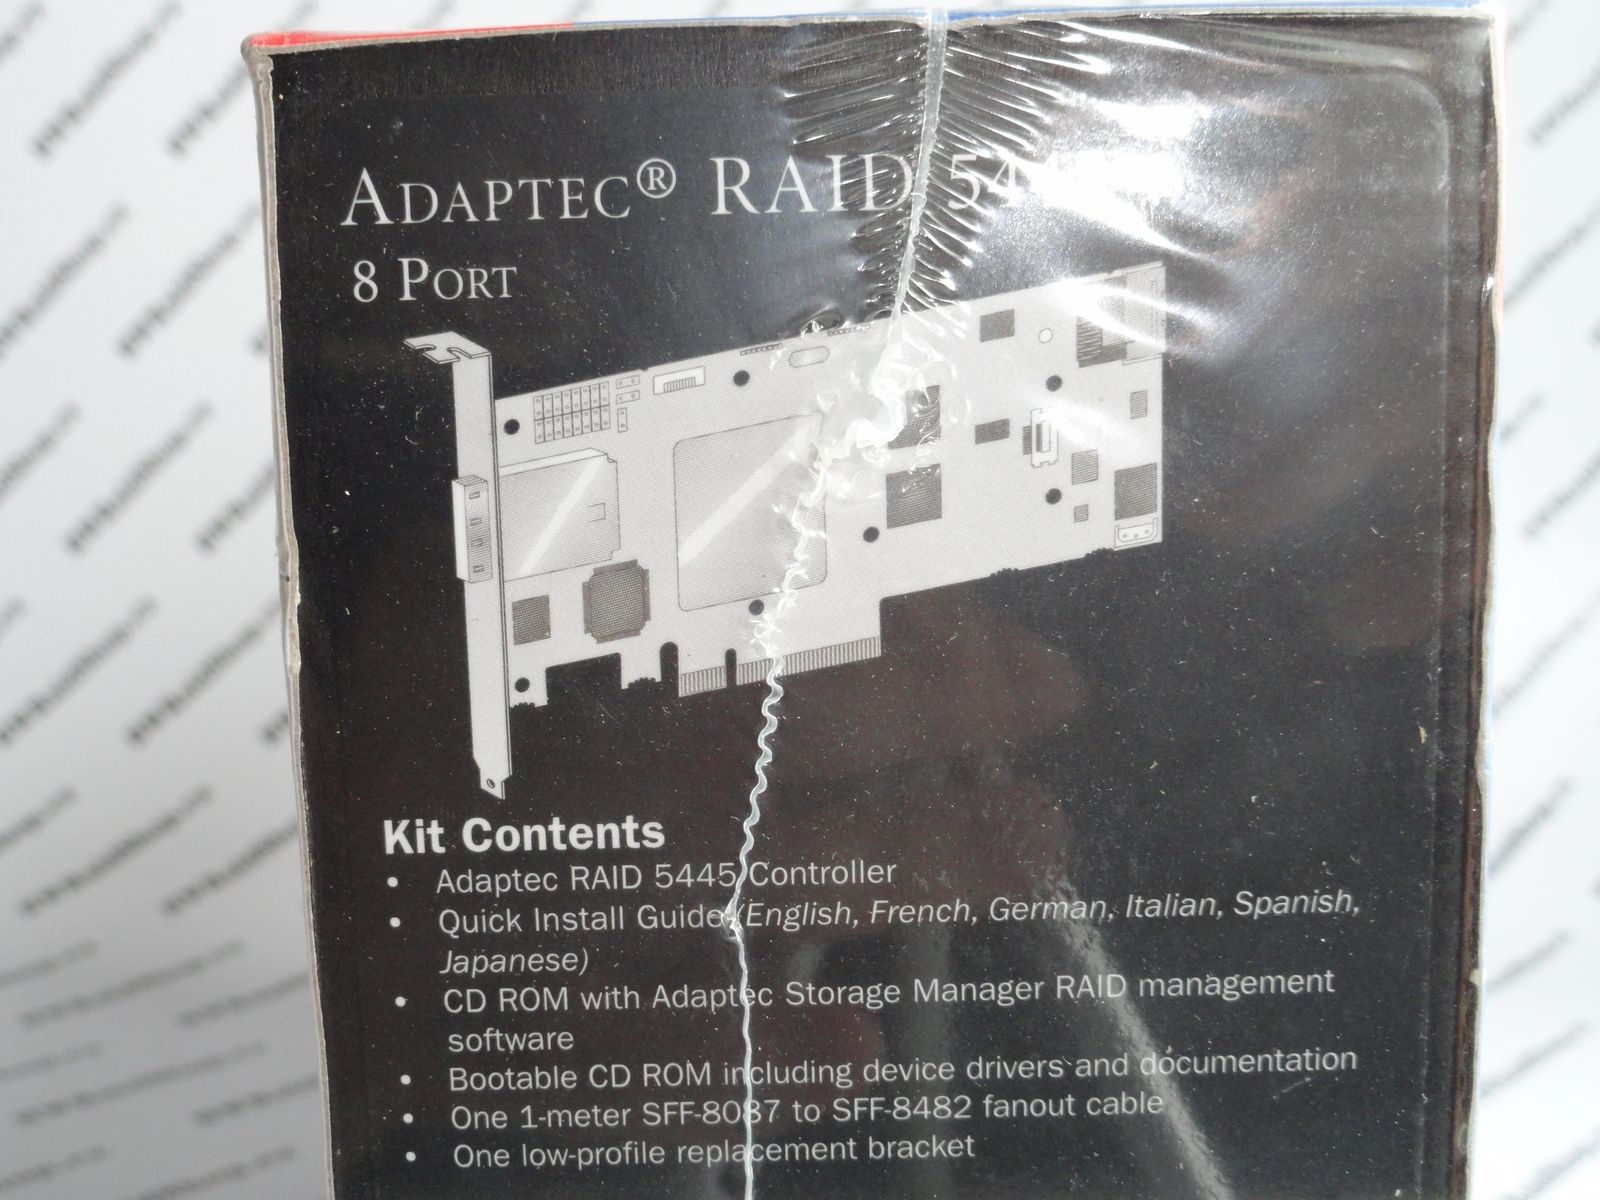 ADAPTEC® RAID
8 PORT
Kit Contents
• Adaptec RAID 5445 Controller
• Quick Install Guide (English, French, German, Italian, Spanish,
Japanese)
• CD ROM with Adaptec Storage Manager RAID management
software
• Bootable CD ROM including device drivers and documentation
• One 1-meter SFF-8087 to SFF-8482 fanout cable
• One low-profile replacement bracket